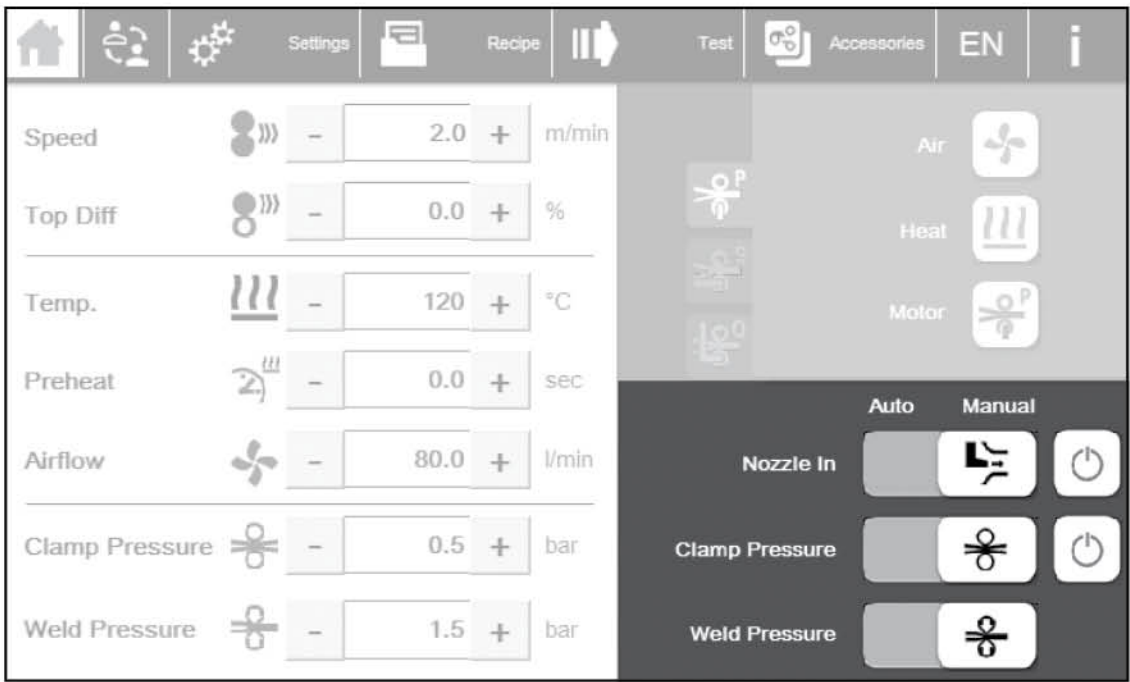 Settings Recipe Test Accessories EN i
Speed - 2.0 + m/min
Top Diff - 0.0 + %
Temp. - 120 + °C
Preheat - 0.0 + sec
Airflow - 80.0 + l/min
Clamp Pressure - 0.5 + bar
Weld Pressure - 1.5 + bar
P
O
Air
Heat
Motor P
Auto Manual
Nozzle In
Clamp Pressure
Weld Pressure